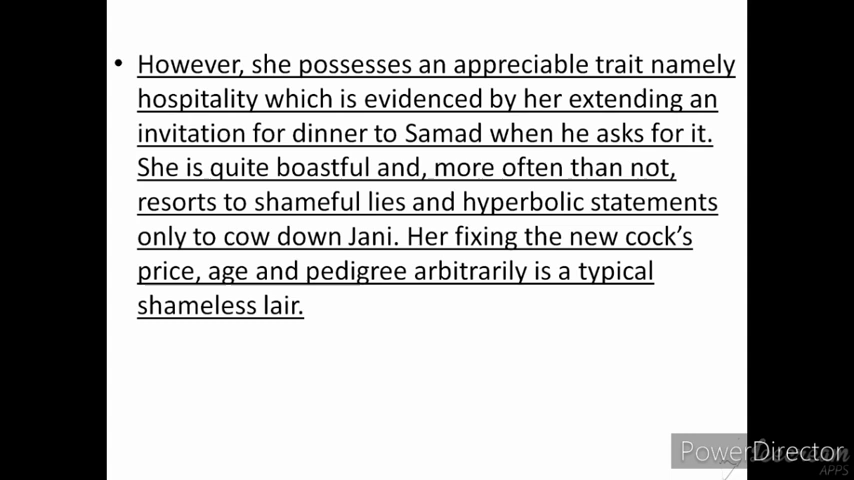 • However, she possesses an appreciable trait namely
hospitality which is evidenced by her extending an
invitation for dinner to Samad when he asks for it.
She is quite boastful and, more often than not,
resorts to shameful lies and hyperbolic statements
only to cow down Jani. Her fixing the new cock's
price, age and pedigree arbitrarily is a typical
shameless lair.
PowerDirector
APPS